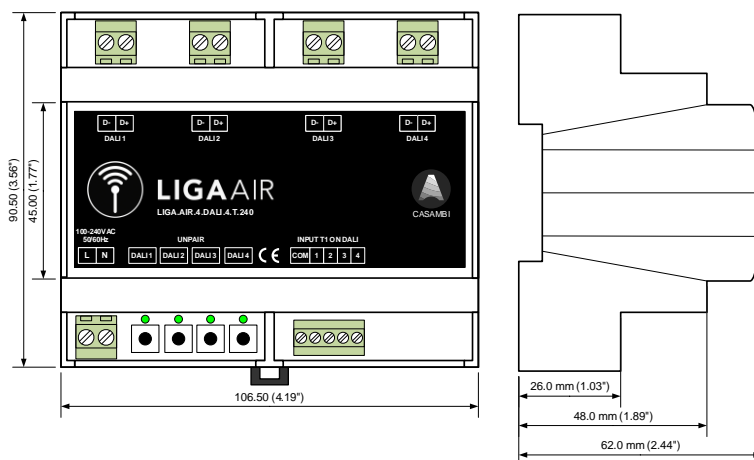 D- D+
DALI 1
D- D+
DALI 2
D- D+
DALI 3
D- D+
DALI 4
LIGAAIR
LIGA.AIR.4.DALI.4.T.240
CASAMBI
100-240VAC
50/60Hz
L N
UNPAIR
DALI 1 DALI 2 DALI 3 DALI 4
CE
INPUT T1 ON DALI
COM 1 2 3 4
90.50 (3.56")
45.00 (1.77")
106.50 (4.19")
26.0 mm (1.03")
48.0 mm (1.89")
62.0 mm (2.44")